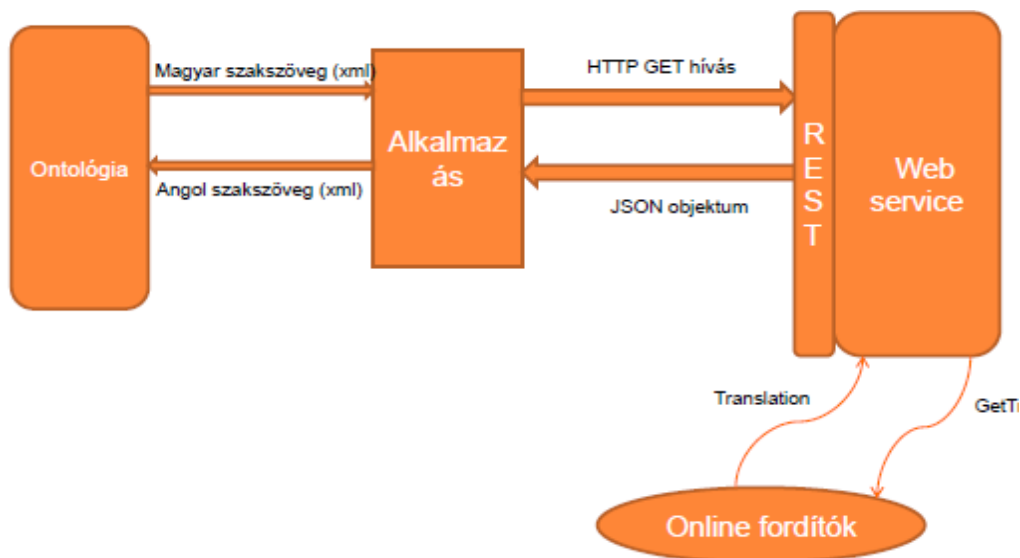 Magyar szakszöveg (xml)
Ontológia
Angol szakszöveg (xml)
Alkalmaz
ás
HTTP GET hívás
JSON objektum
R
E
S
T
Web
service
Translation
GetTi
Online fordítók